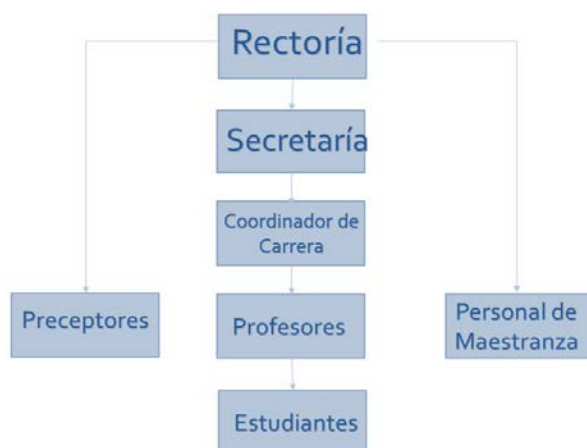 Rectoría
Secretaría
Coordinador de
Carrera
Preceptores
Profesores
Personal de
Maestranza
Estudiantes